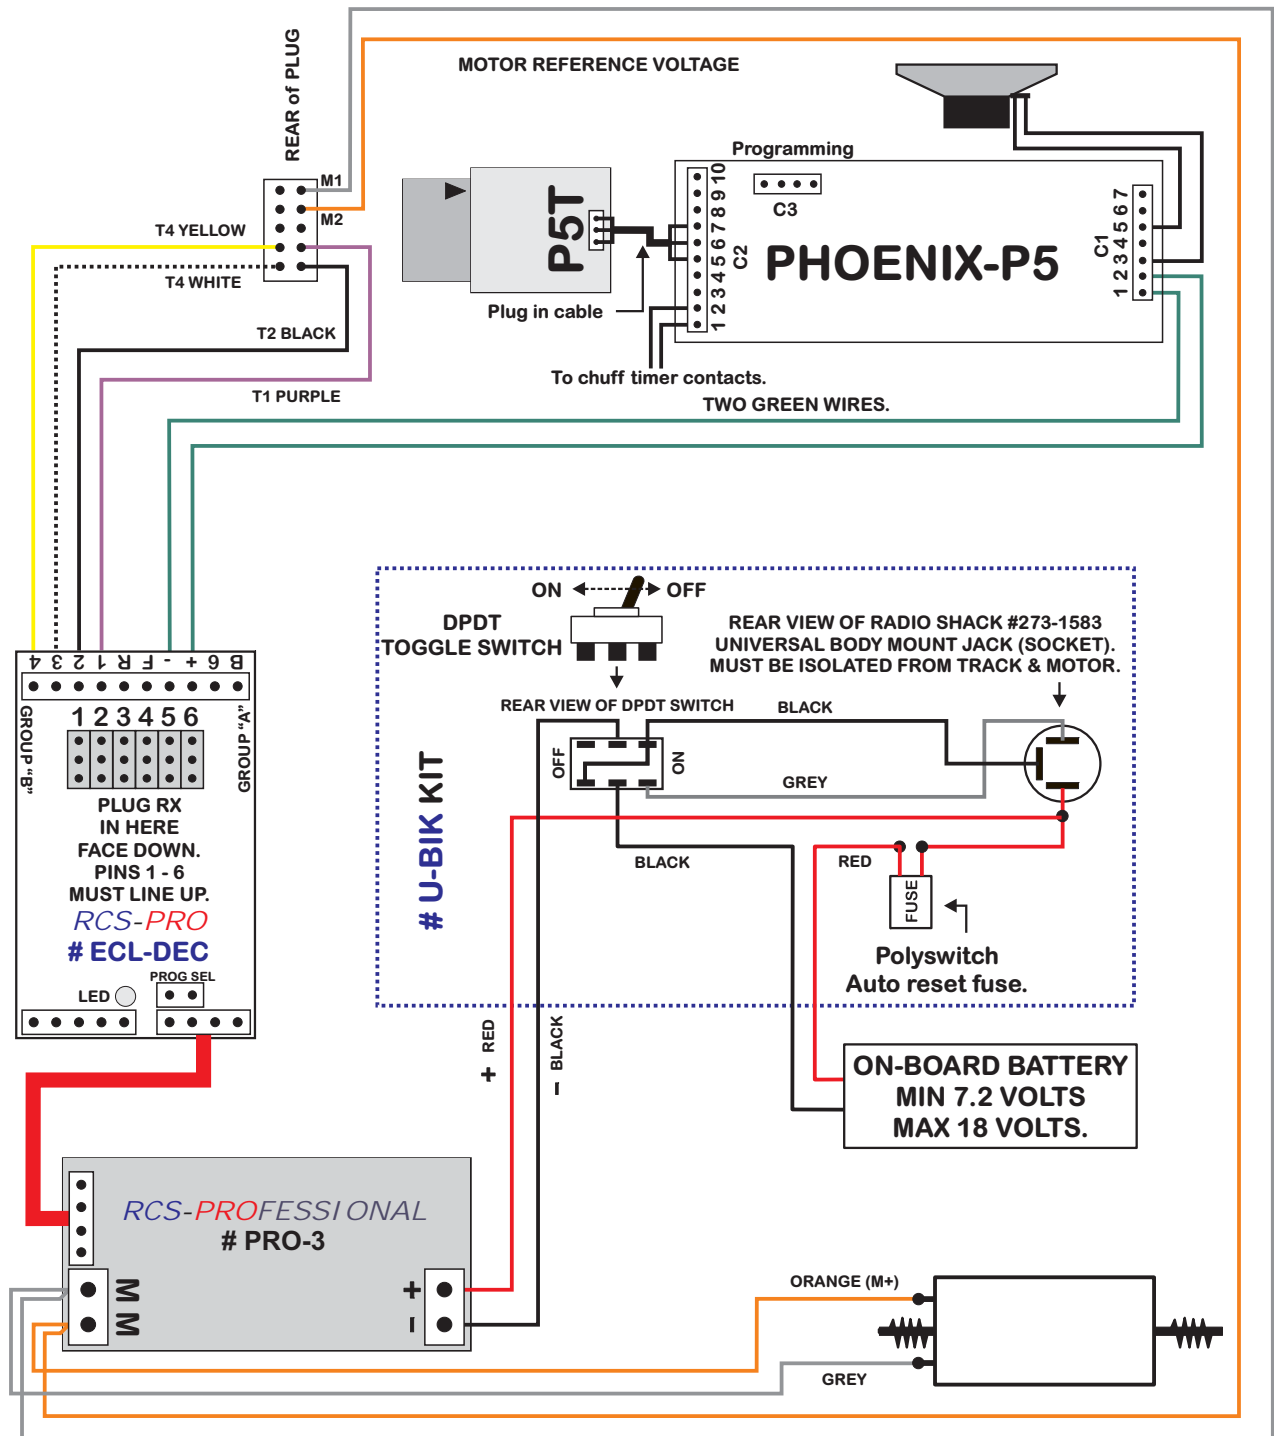 REAR of PLUG
MOTOR REFERENCE VOLTAGE
M1
M2
T4 YELLOW
T4 WHITE
T2 BLACK
T1 PURPLE
P5T
Plug in cable
Programming
C3
PHOENIX-P5
C2
1 2 3 4 5 6 7 8 9 10
C1
1 2 3 4 5 6 7
To chuff timer contacts.
TWO GREEN WIRES.
ON OFF
DPDT
TOGGLE SWITCH
REAR VIEW OF RADIO SHACK #273-1583
UNIVERSAL BODY MOUNT JACK (SOCKET).
MUST BE ISOLATED FROM TRACK & MOTOR.
REAR VIEW OF DPDT SWITCH
BLACK
OFF
ON
GREY
BLACK
RED
FUSE
Polyswitch
Auto reset fuse.
# U-BIK KIT
4 3 2 1 R F - + 6 B
GROUP "B"
GROUP "A"
1 2 3 4 5 6
PLUG RX
IN HERE
FACE DOWN.
PINS 1 - 6
MUST LINE UP.
RCS-PRO
# ECL-DEC
PROG SEL
LED
+ RED
- BLACK
ON-BOARD BATTERY
MIN 7.2 VOLTS
MAX 18 VOLTS.
RCS-PROFESSIONAL
# PRO-3
M M
+
-
ORANGE (M+)
GREY